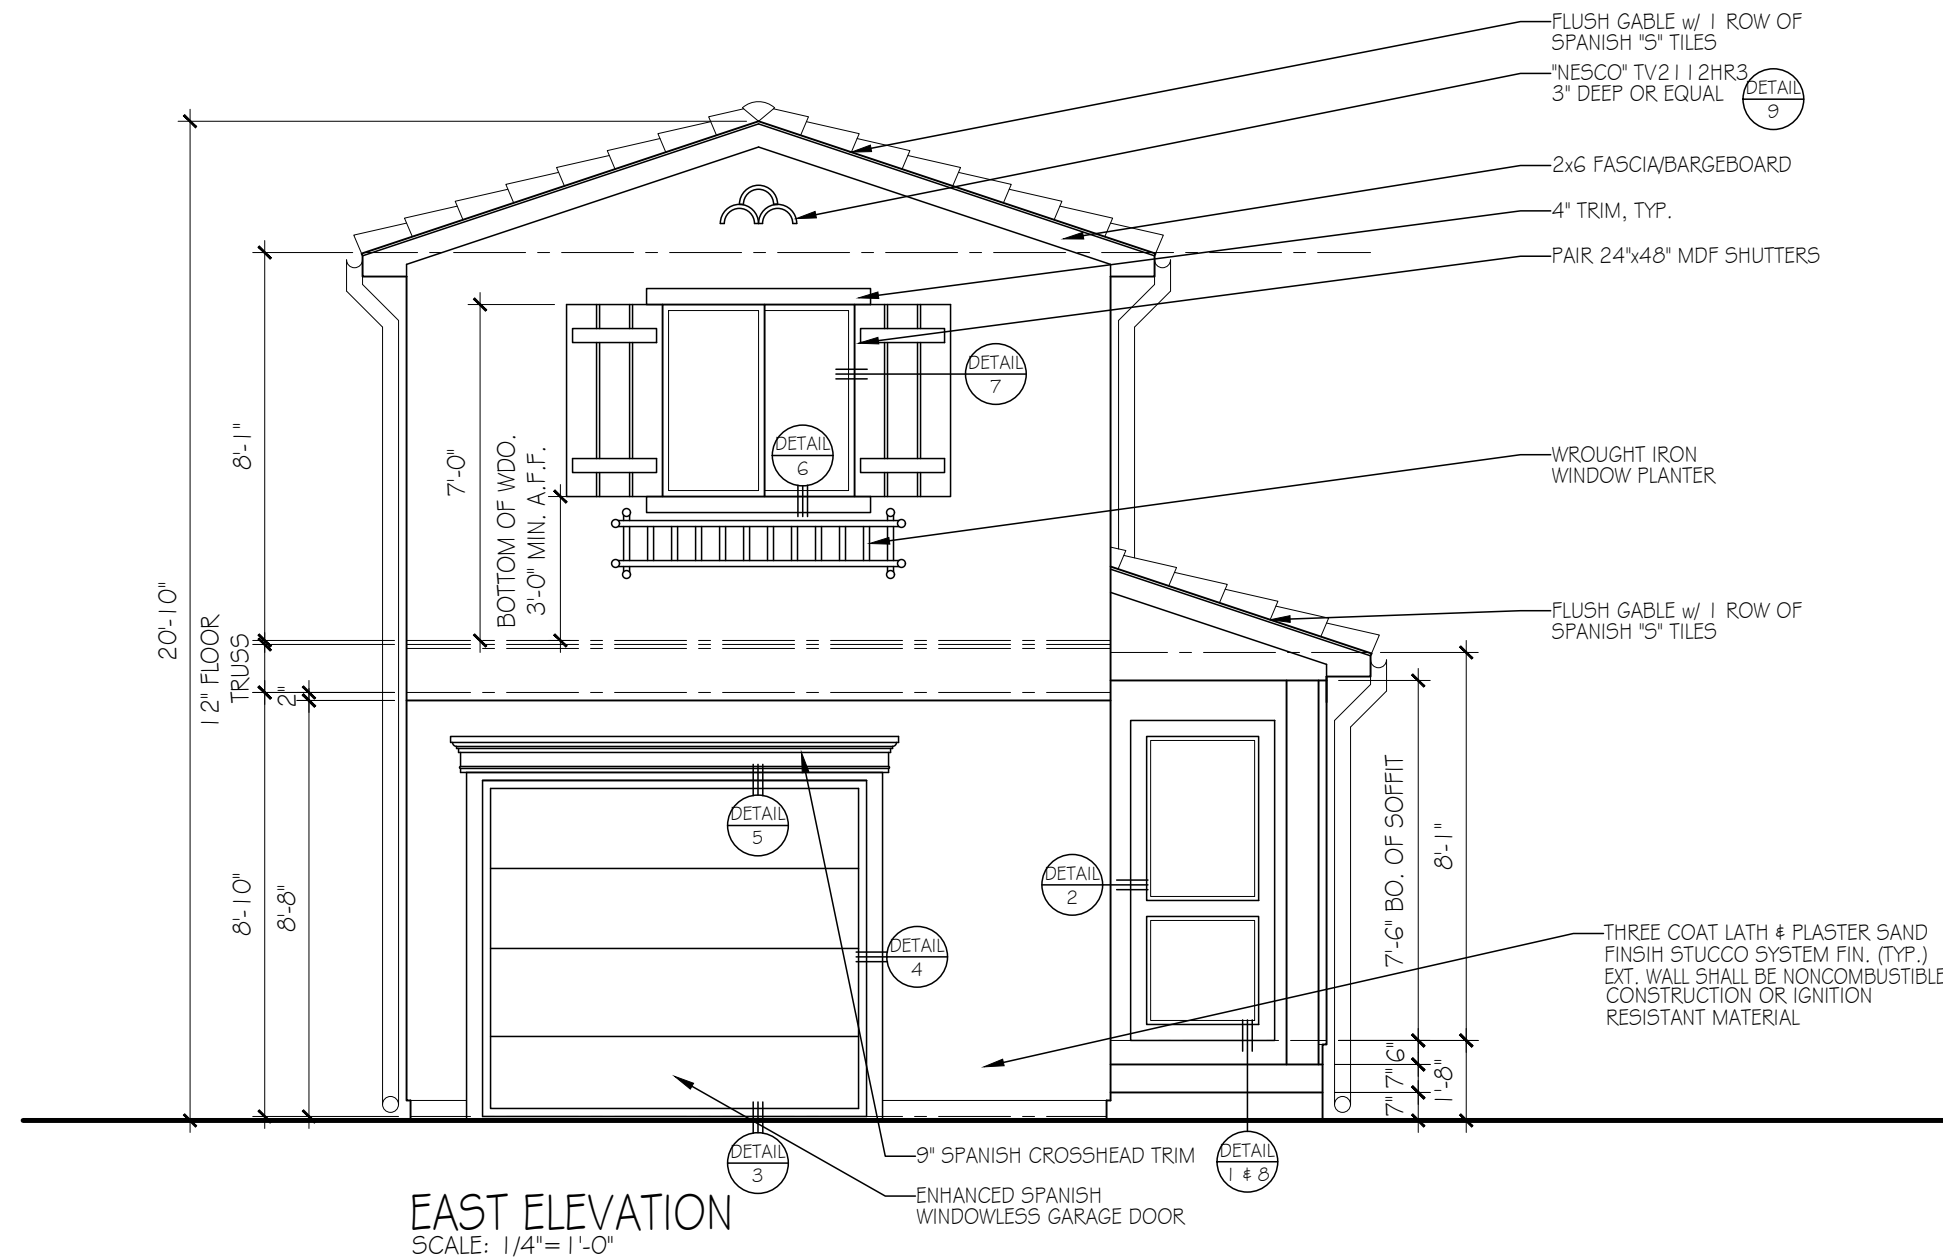 FLUSH GABLE w/ 1 ROW OF
SPANISH "S" TILES
"NESCO" TV2112HR3
3" DEEP OR EQUAL
DETAIL
9
2x6 FASCIA/BARGEBOARD
4" TRIM, TYP.
PAIR 24"x48" MDF SHUTTERS
DETAIL
7
DETAIL
6
WROUGHT IRON
WINDOW PLANTER
FLUSH GABLE w/ 1 ROW OF
SPANISH "S" TILES
20'-10"
8'-1"
7'-0"
BOTTOM OF WDO.
3'-0" MIN. A.F.F.
12" FLOOR
TRUSS
2"
8'-10"
8'-8"
DETAIL
5
DETAIL
4
DETAIL
2
7'-6" BO. OF SOFFIT
8'-1"
6"
7"
7"
1'-8"
THREE COAT LATH & PLASTER SAND
FINSIH STUCCO SYSTEM FIN. (TYP.)
EXT. WALL SHALL BE NONCOMBUSTIBLE
CONSTRUCTION OR IGNITION
RESISTANT MATERIAL
DETAIL
3
9" SPANISH CROSSHEAD TRIM
DETAIL
1 & 8
ENHANCED SPANISH
WINDOWLESS GARAGE DOOR
EAST ELEVATION
SCALE: 1/4"=1'-0"